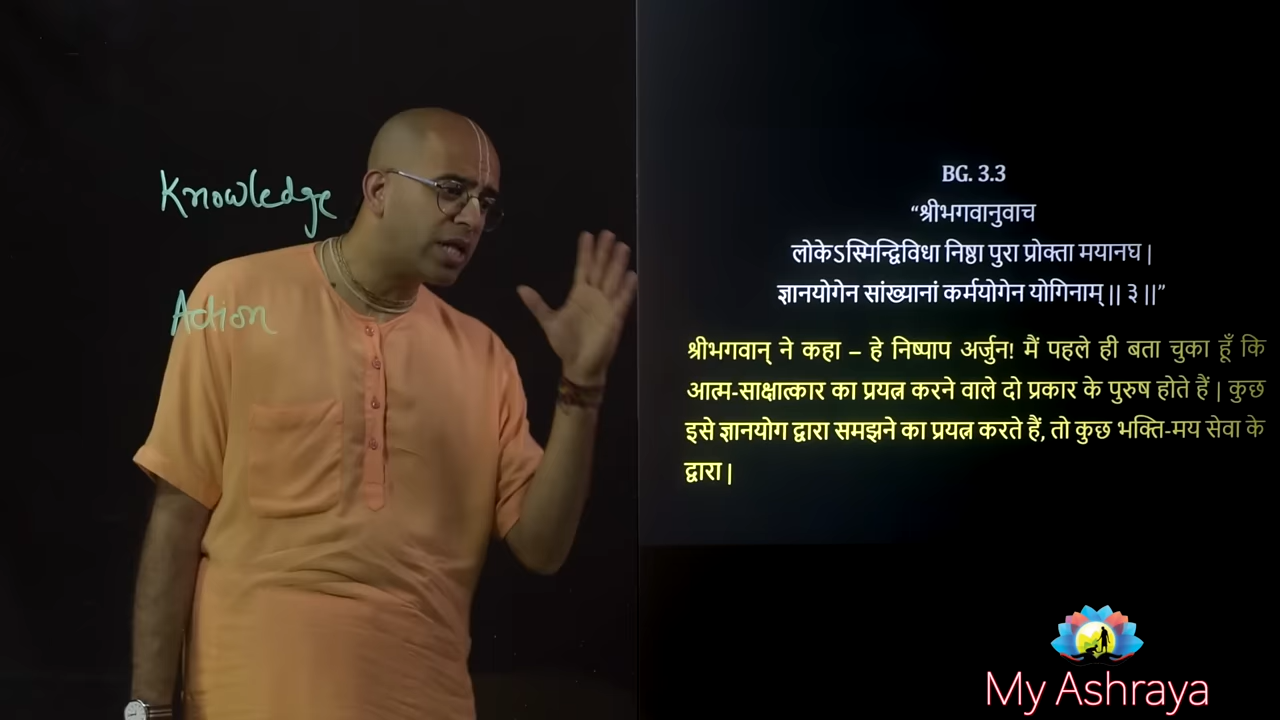 Knowledge
Action
BG. 3.3
“श्रीभगवानुवाच
लोकेऽस्मिन्द्विविधा निष्ठा पुरा प्रोक्ता मयानघ |
ज्ञानयोगेन सांख्यानां कर्मयोगेन योगिनाम् || ३ ||”
श्रीभगवान् ने कहा – हे निष्पाप अर्जुन! मैं पहले ही बता चुका हूँ कि
आत्म-साक्षात्कार का प्रयत्न करने वाले दो प्रकार के पुरुष होते हैं | कुछ
इसे ज्ञानयोग द्वारा समझने का प्रयत्न करते हैं, तो कुछ भक्ति-मय सेवा के
द्वारा |
My Ashraya